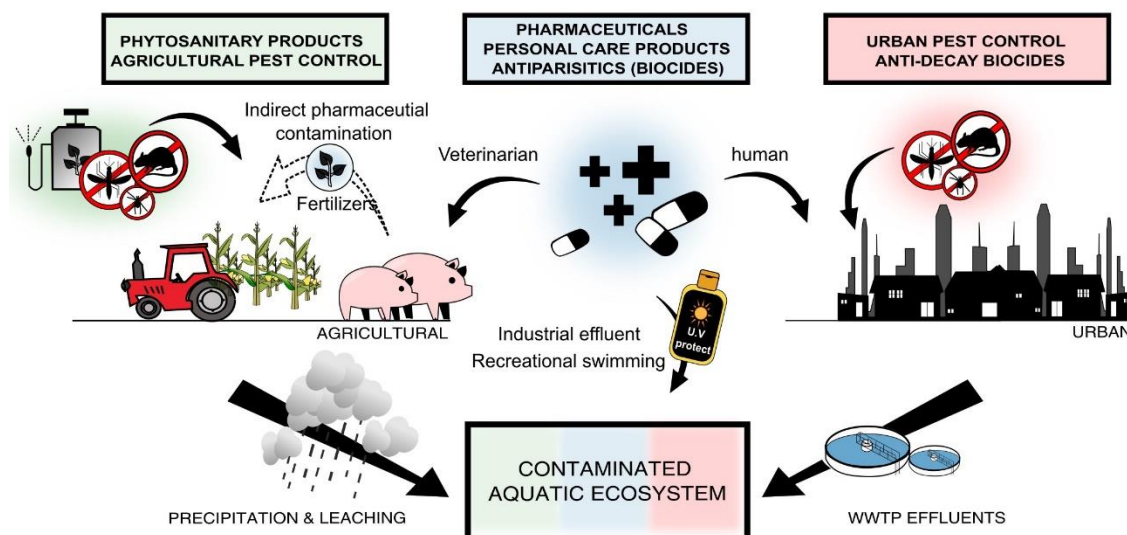 PHYTOSANITARY PRODUCTS
AGRICULTURAL PEST CONTROL
PHARMACEUTICALS
PERSONAL CARE PRODUCTS
ANTIPARISITICS (BIOCIDES)
URBAN PEST CONTROL
ANTI-DECAY BIOCIDES
Indirect pharmaceutial
contamination
Fertilizers
Veterinarian
human
AGRICULTURAL
Industrial effluent
Recreational swimming
U.V
protect
URBAN
CONTAMINATED
AQUATIC ECOSYSTEM
PRECIPITATION & LEACHING
WWTP EFFLUENTS